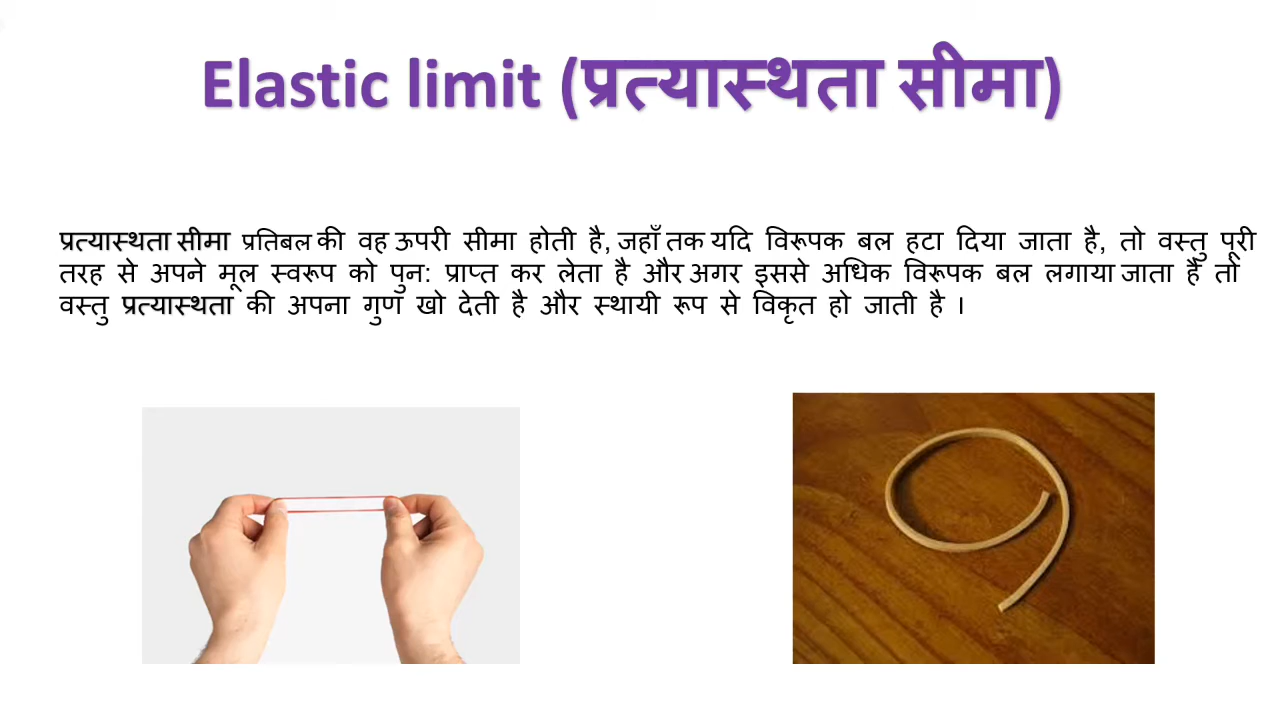 Elastic limit (प्रत्यास्थता सीमा)
प्रत्यास्थता सीमा प्रतिबल की वह ऊपरी सीमा होती है, जहाँ तक यदि विरूपक बल हटा दिया जाता है, तो वस्तु पूरी
तरह से अपने मूल स्वरूप को पुन: प्राप्त कर लेता है और अगर इससे अधिक विरूपक बल लगाया जाता है तो
वस्तु प्रत्यास्थता की अपना गुण खो देती है और स्थायी रूप से विकृत हो जाती है ।